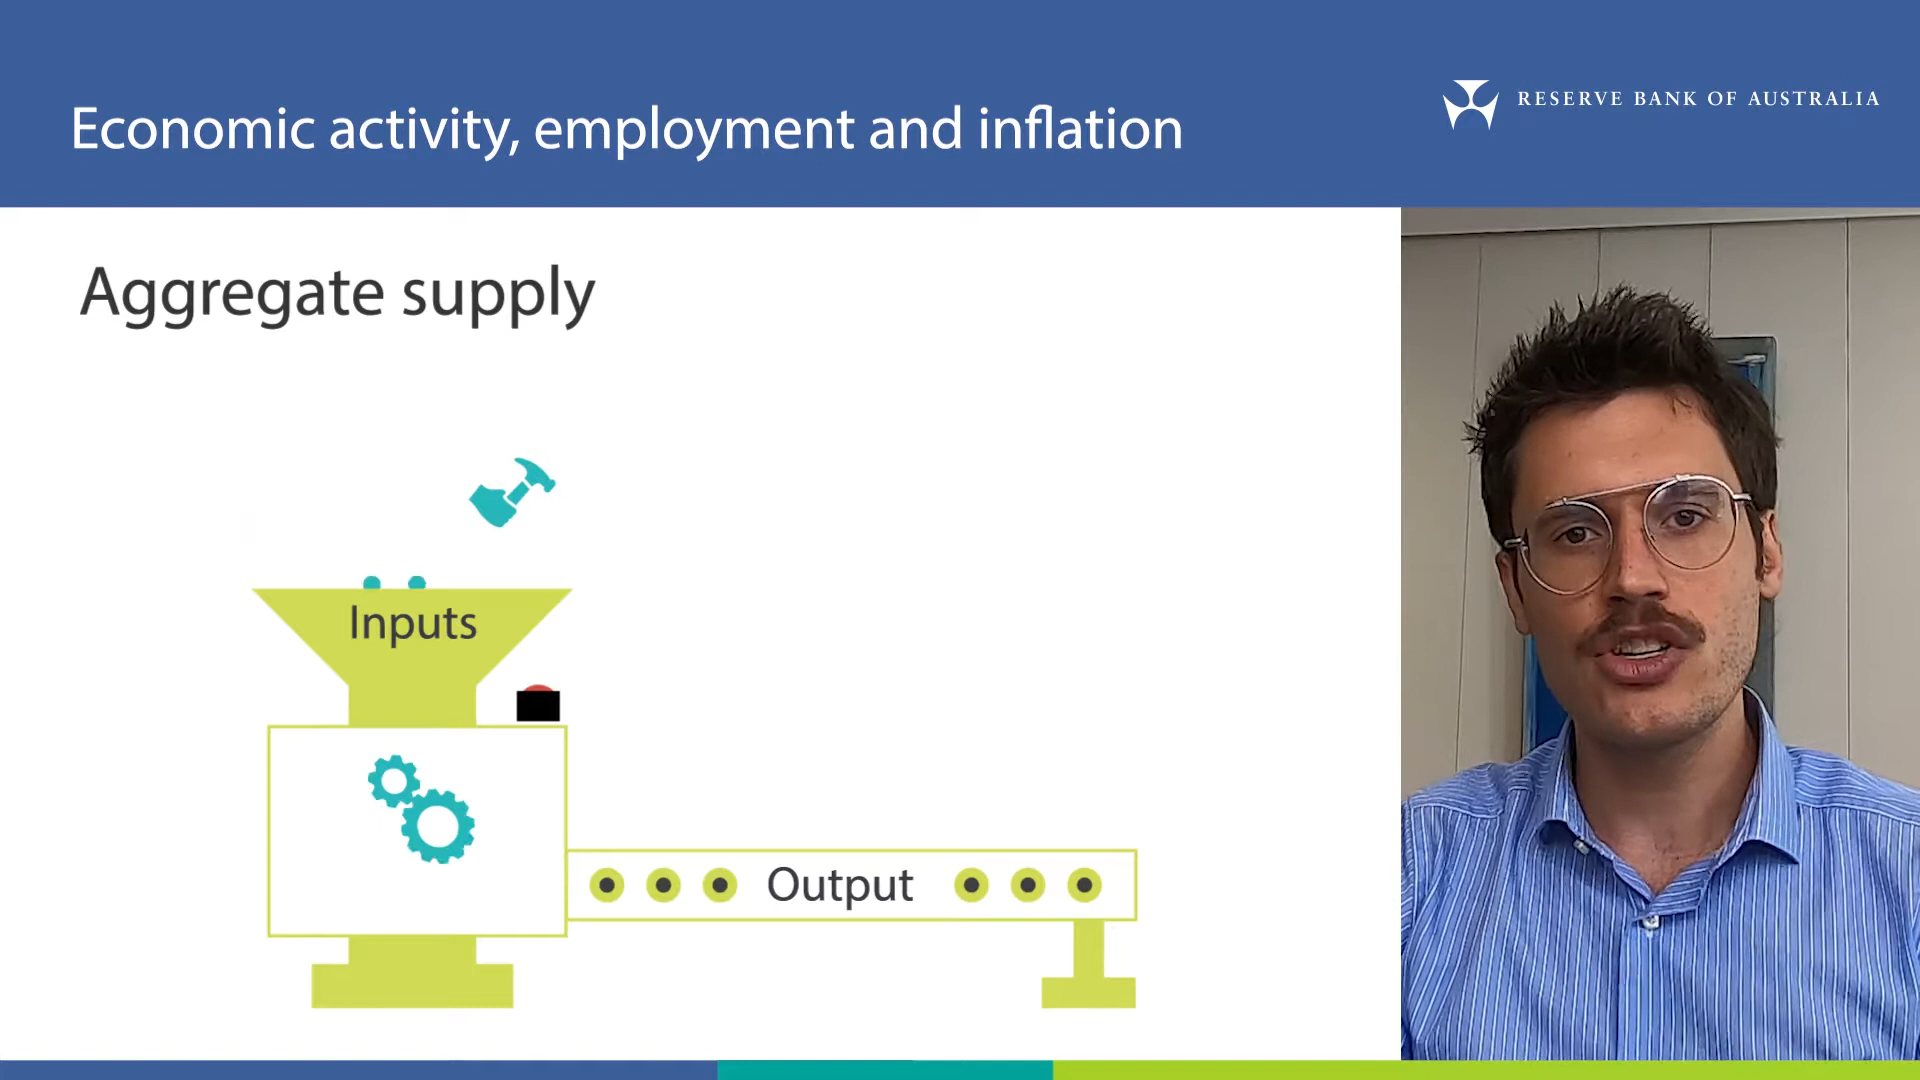 Economic activity, employment and inflation
RESERVE BANK OF AUSTRALIA
Aggregate supply
Inputs
Output